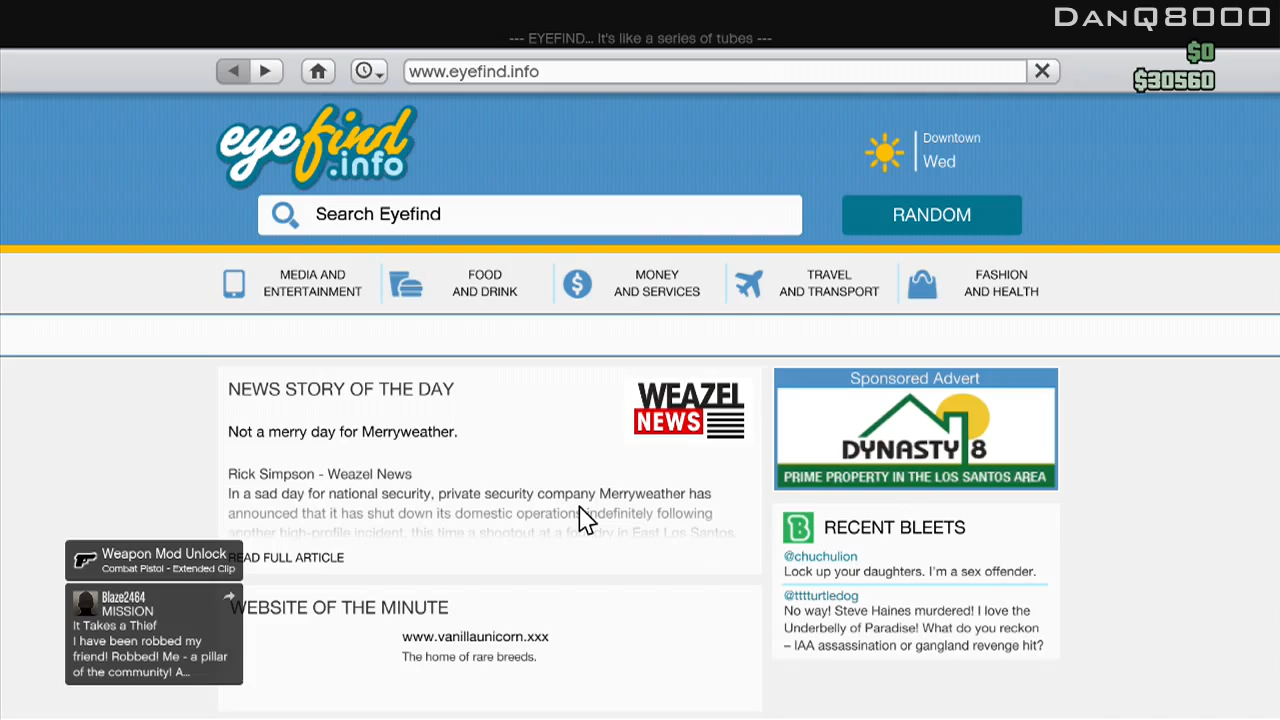 DanQ8000
--- EYEFIND... It's like a series of tubes ---
$0
www.eyefind.info
$30560
eyefind
.info
Downtown
Wed
Search Eyefind
RANDOM
MEDIA AND
ENTERTAINMENT
FOOD
AND DRINK
MONEY
AND SERVICES
TRAVEL
AND TRANSPORT
FASHION
AND HEALTH
NEWS STORY OF THE DAY
WEAZEL
NEWS
Not a merry day for Merryweather.
Rick Simpson - Weazel News
In a sad day for national security, private security company Merryweather has
announced that it has shut down its domestic operations indefinitely following
another high-profile incident, this time a shootout at a foundry in East Los Santos.
READ FULL ARTICLE
Sponsored Advert
DYNASTY 8
PRIME PROPERTY IN THE LOS SANTOS AREA
RECENT BLEETS
@chuchulion
Lock up your daughters. I'm a sex offender.
@tttturtledog
No way! Steve Haines murdered! I love the
Underbelly of Paradise! What do you reckon
– IAA assassination or gangland revenge hit?
Weapon Mod Unlock
Combat Pistol - Extended Clip
Blaze2464
MISSION
It Takes a Thief
I have been robbed my
friend! Robbed! Me - a pillar
of the community! A...
WEBSITE OF THE MINUTE
www.vanillaunicorn.xxx
The home of rare breeds.